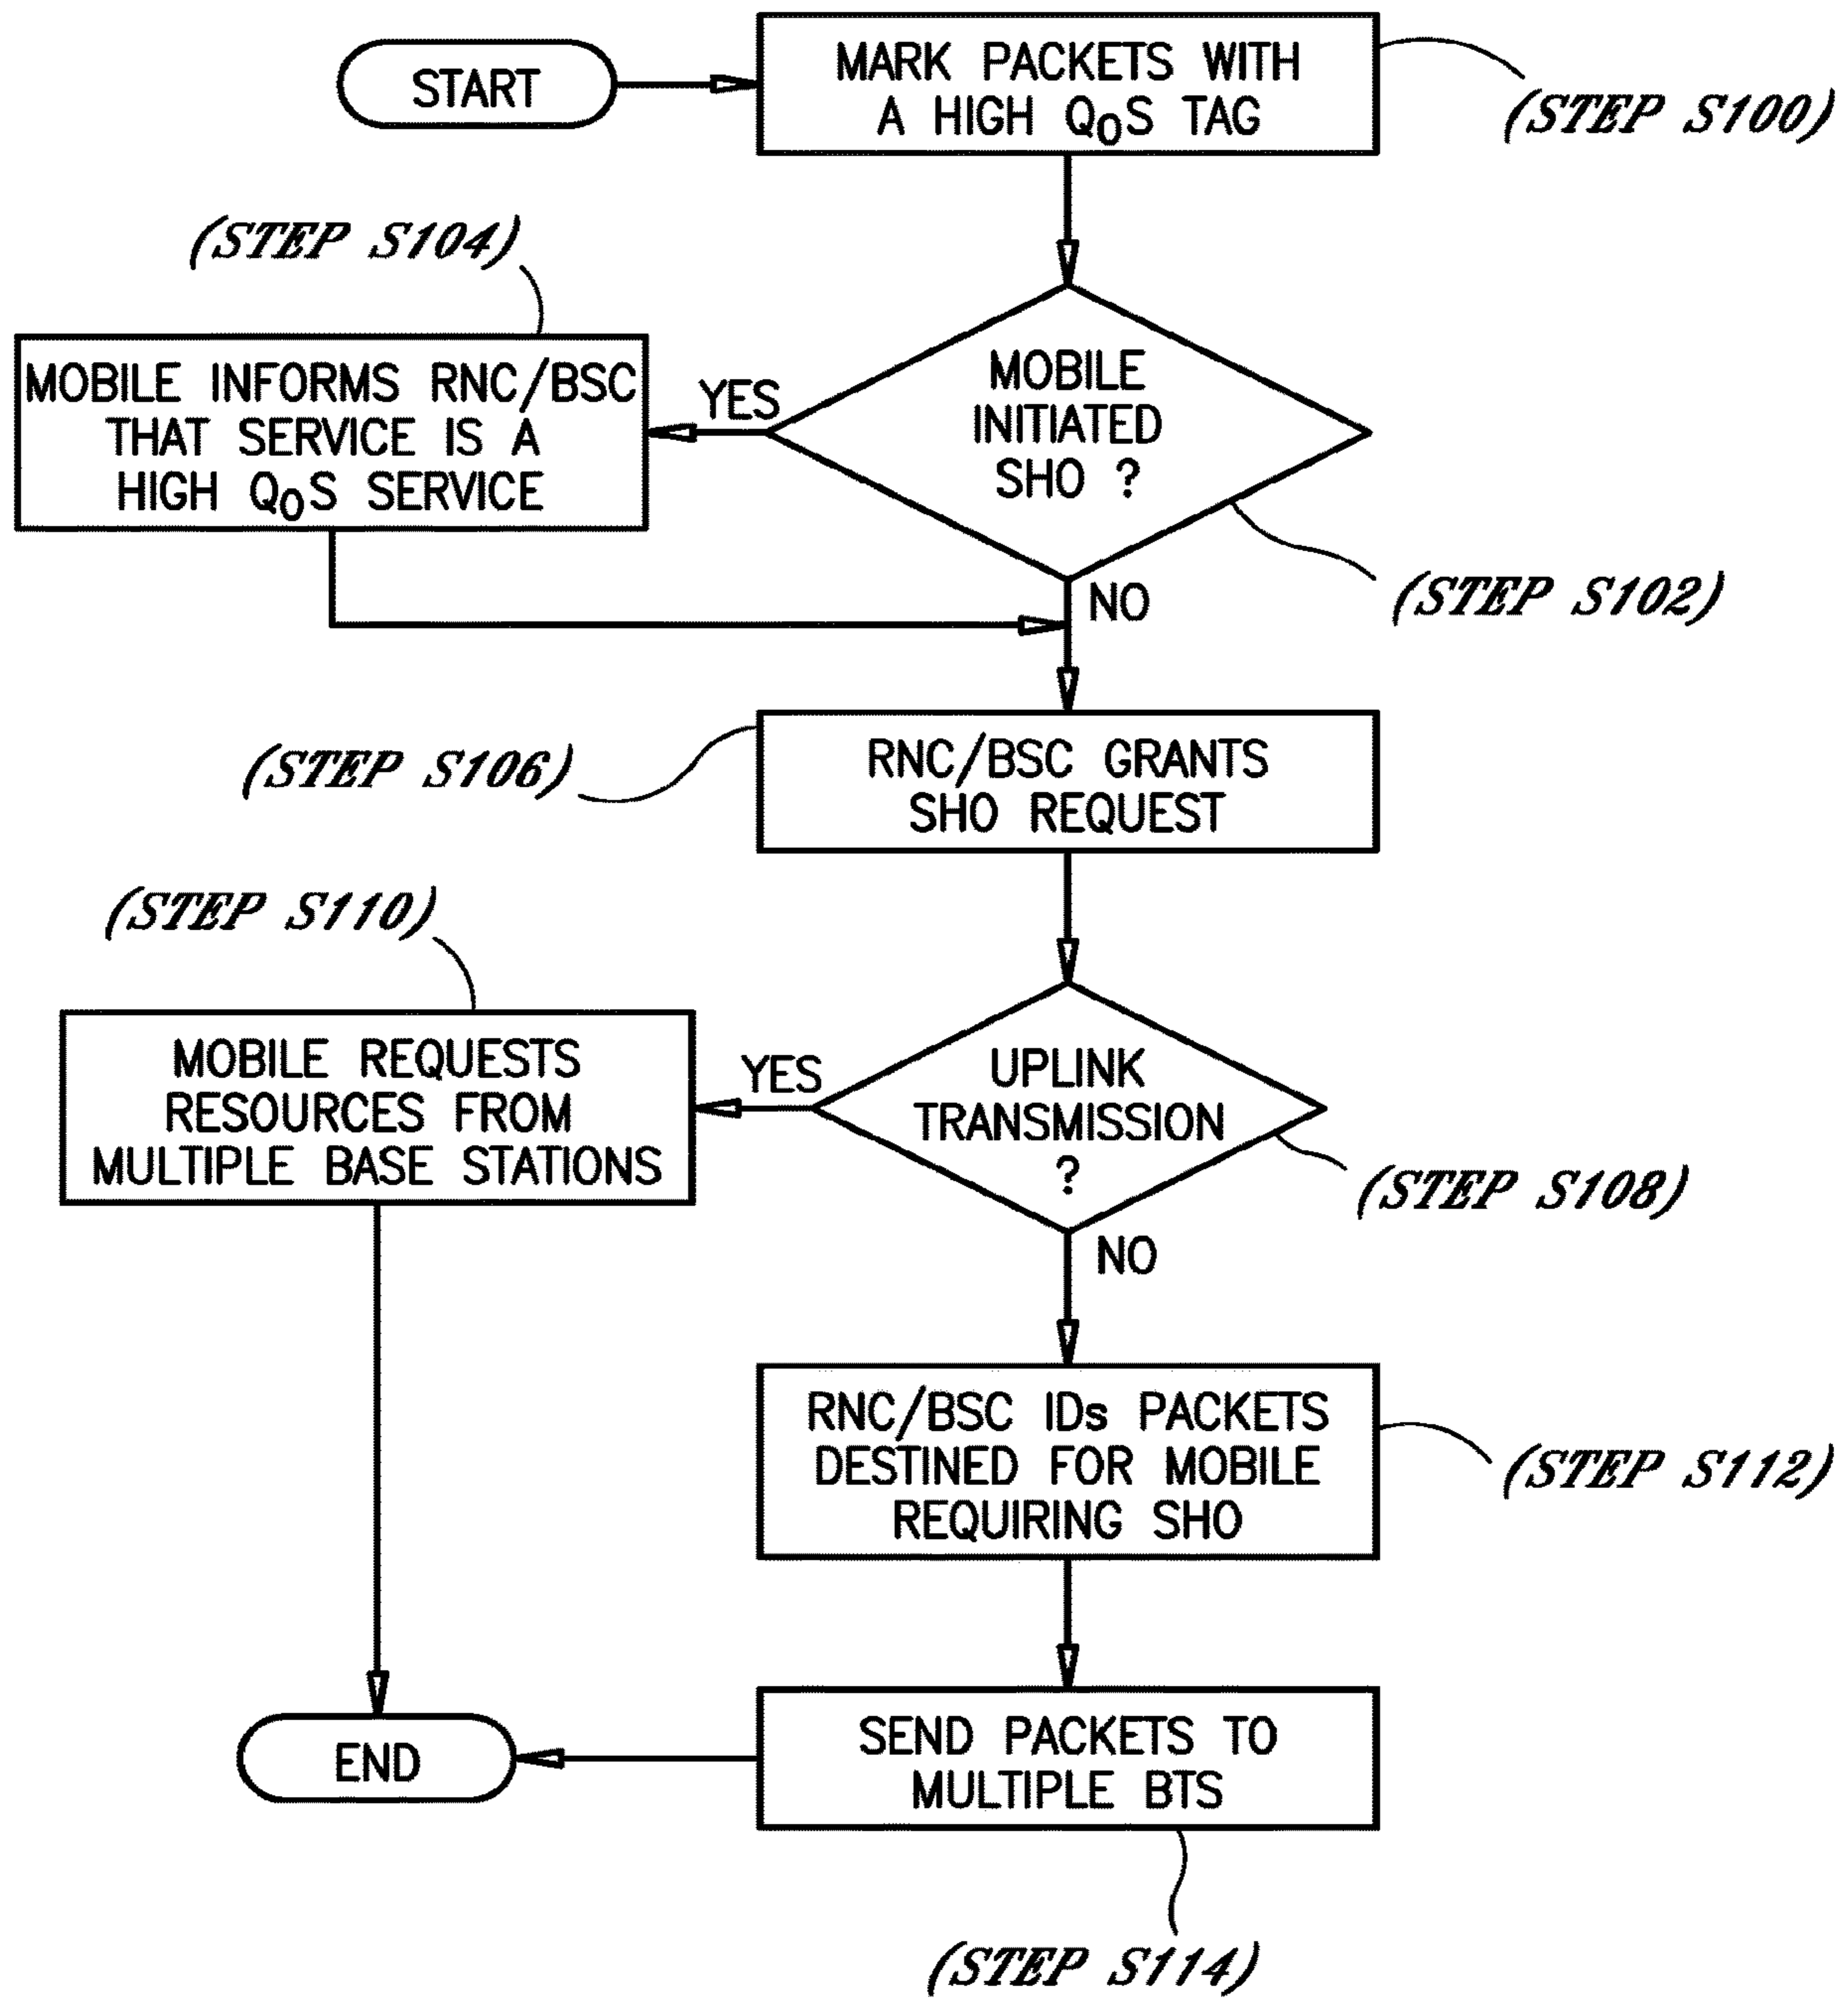 START
MARK PACKETS WITH
A HIGH QoS TAG
(STEP S100)
(STEP S104)
MOBILE INFORMS RNC/BSC
THAT SERVICE IS A
HIGH QoS SERVICE
YES
MOBILE
INITIATED
SHO ?
NO
(STEP S102)
(STEP S106)
RNC/BSC GRANTS
SHO REQUEST
(STEP S110)
MOBILE REQUESTS
RESOURCES FROM
MULTIPLE BASE STATIONS
YES
UPLINK
TRANSMISSION
?
(STEP S108)
NO
RNC/BSC IDs PACKETS
DESTINED FOR MOBILE
REQUIRING SHO
(STEP S112)
SEND PACKETS TO
MULTIPLE BTS
END
(STEP S114)